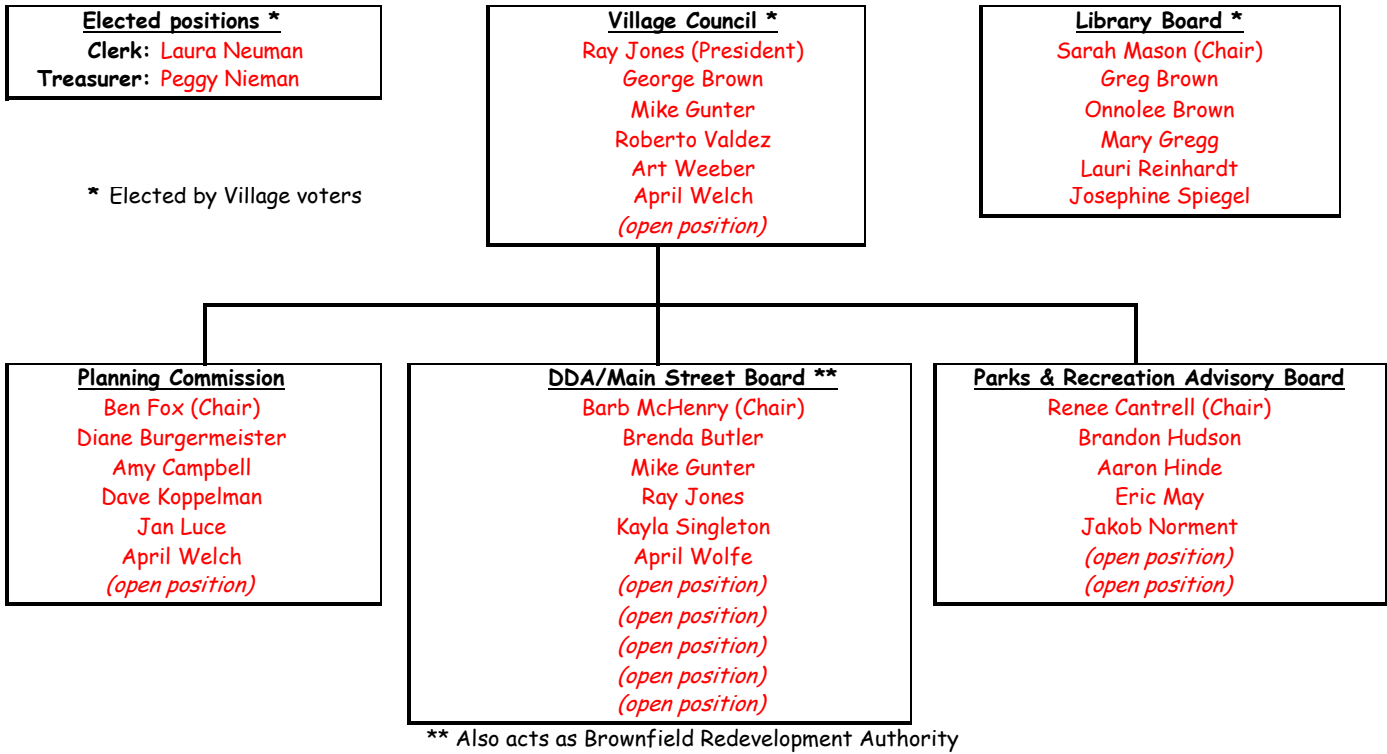 Elected positions *
Clerk: Laura Neuman
Treasurer: Peggy Nieman
* Elected by Village voters
Village Council *
Ray Jones (President)
George Brown
Mike Gunter
Roberto Valdez
Art Weeber
April Welch
(open position)
Library Board *
Sarah Mason (Chair)
Greg Brown
Onnolee Brown
Mary Gregg
Lauri Reinhardt
Josephine Spiegel
Planning Commission
Ben Fox (Chair)
Diane Burgermeister
Amy Campbell
Dave Koppelman
Jan Luce
April Welch
(open position)
DDA/Main Street Board **
Barb McHenry (Chair)
Brenda Butler
Mike Gunter
Ray Jones
Kayla Singleton
April Wolfe
(open position)
(open position)
(open position)
(open position)
(open position)
** Also acts as Brownfield Redevelopment Authority
Parks & Recreation Advisory Board
Renee Cantrell (Chair)
Brandon Hudson
Aaron Hinde
Eric May
Jakob Norment
(open position)
(open position)